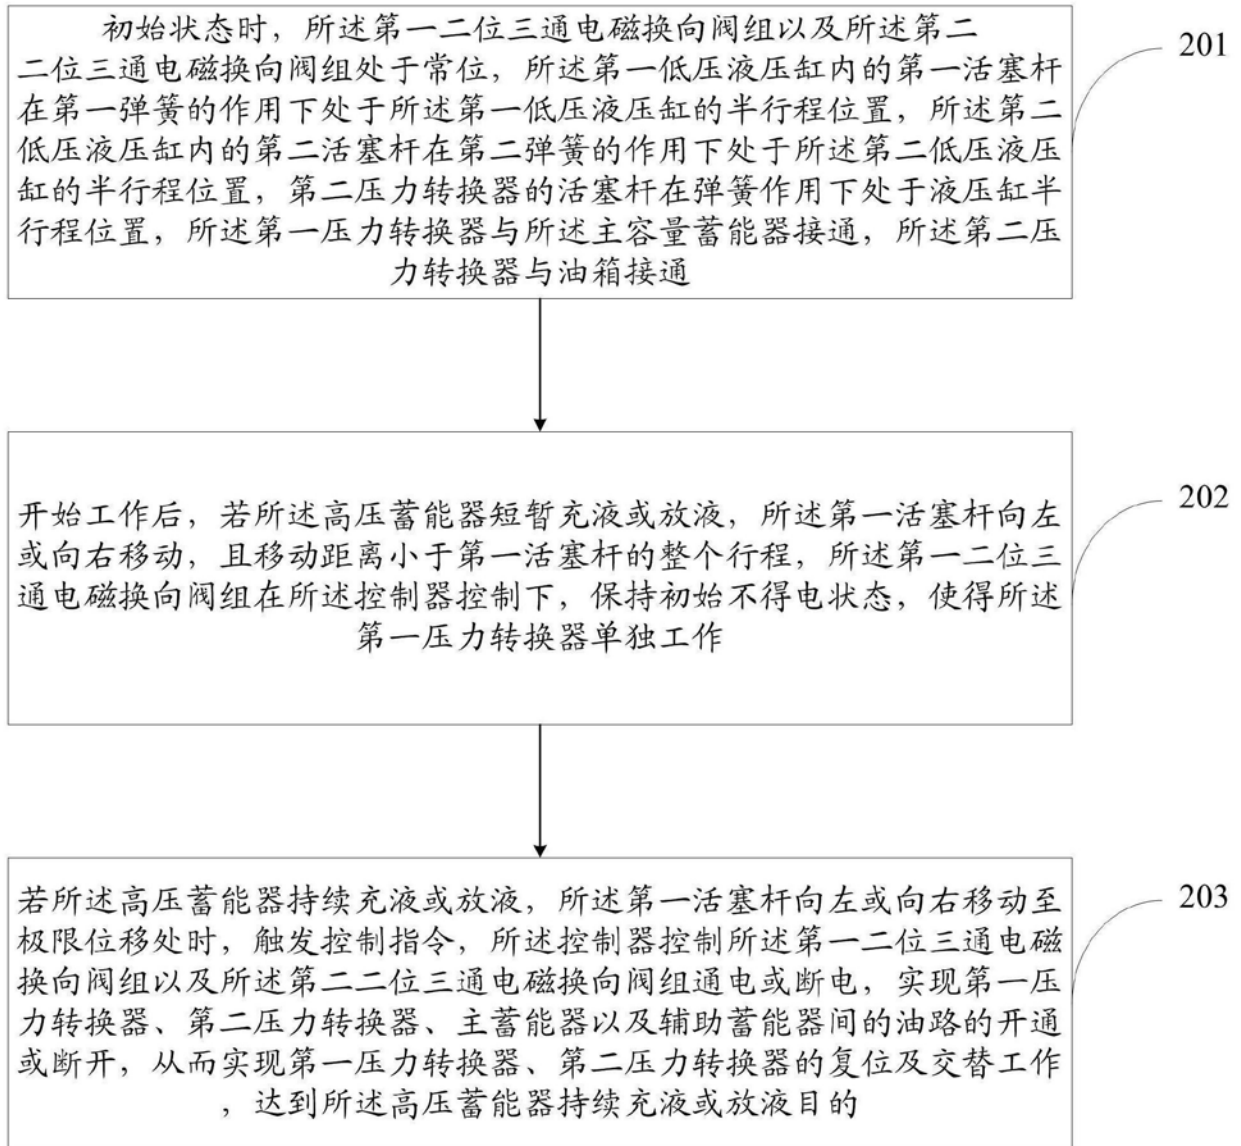 初始状态时，所述第一二位三通电磁换向阀组以及所述第二
二位三通电磁换向阀组处于常位，所述第一低压液压缸内的第一活塞杆
在第一弹簧的作用下处于所述第一低压液压缸的半行程位置，所述第二
低压液压缸内的第二活塞杆在第二弹簧的作用下处于所述第二低压液压
缸的半行程位置，第二压力转换器的活塞杆在弹簧作用下处于液压缸半
行程位置，所述第一压力转换器与所述主容量蓄能器接通，所述第二压
力转换器与油箱接通
201
开始工作后，若所述高压蓄能器短暂充液或放液，所述第一活塞杆向左
或向右移动，且移动距离小于第一活塞杆的整个行程，所述第一二位三
通电磁换向阀组在所述控制器控制下，保持初始不得电状态，使得所述
第一压力转换器单独工作
202
若所述高压蓄能器持续充液或放液，所述第一活塞杆向左或向右移动至
极限位移处时，触发控制指令，所述控制器控制所述第一二位三通电磁
换向阀组以及所述第二二位三通电磁换向阀组通电或断电，实现第一压
力转换器、第二压力转换器、主蓄能器以及辅助蓄能器间的油路的开通
或断开，从而实现第一压力转换器、第二压力转换器的复位及交替工作
，达到所述高压蓄能器持续充液或放液目的
203